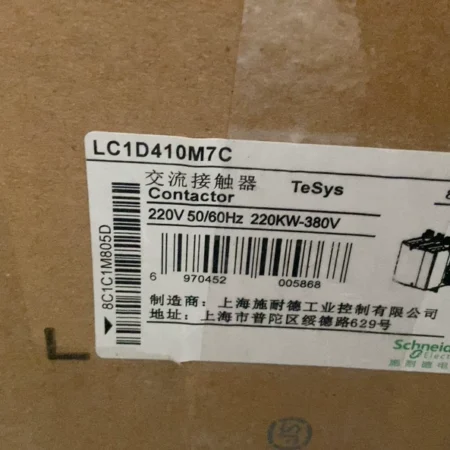 LC1D410M7C
交流接触器 TeSys
Contactor
220V 50/60Hz 220KW-380V
8C1C1M805D
6 970452 005868
制造商：上海施耐德工业控制有限公司
地址：上海市普陀区绥德路629号
Schneid
Elect
施耐德电